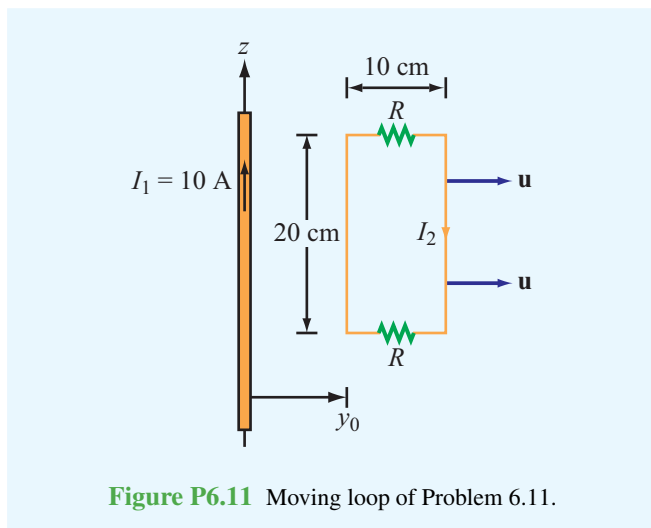 z
10 cm
R
I₁ = 10 A
u
20 cm
I₂
u
R
y₀
Figure P6.11 Moving loop of Problem 6.11.